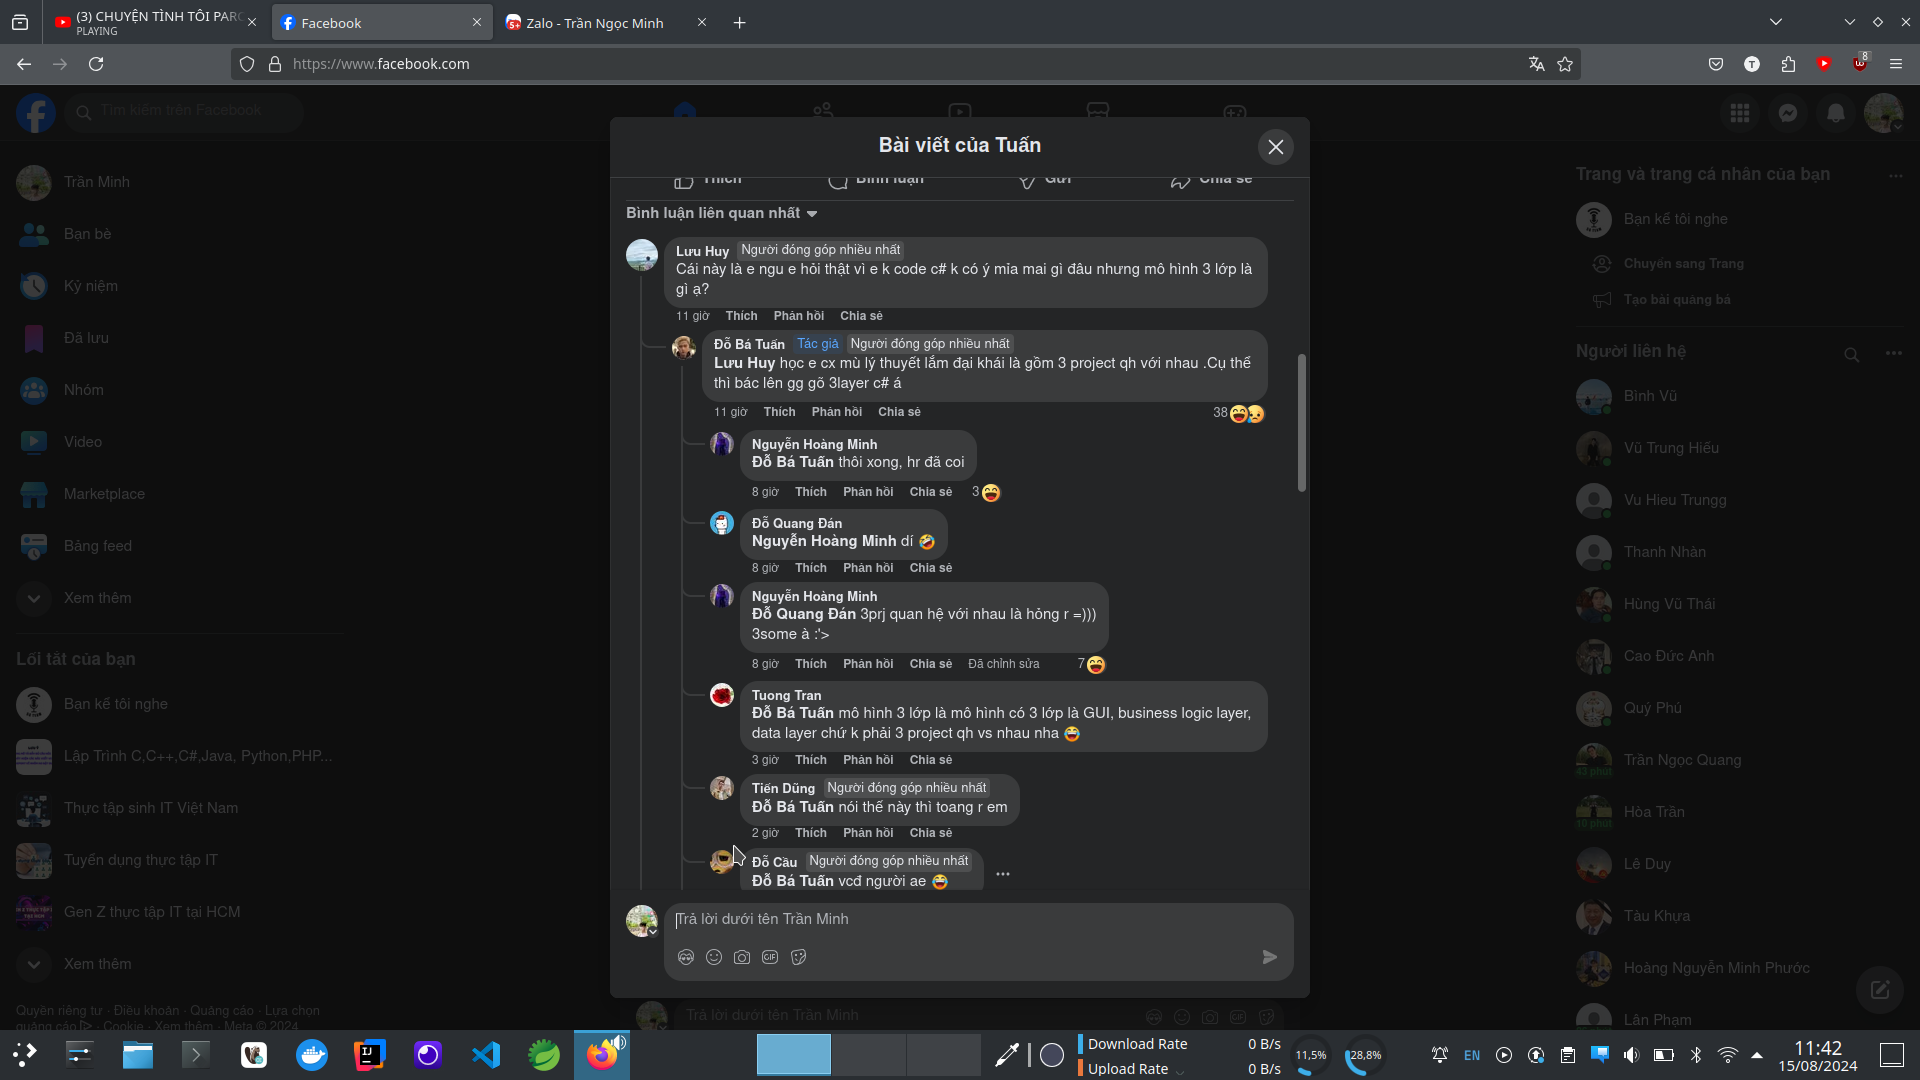 (3) CHUYỆN TÌNH TÔI PARO
PLAYING
Facebook
Zalo - Trần Ngọc Minh
https://www.facebook.com
8
Tìm kiếm trên Facebook
Trần Minh
Bạn bè
Kỷ niệm
Đã lưu
Nhóm
Video
Marketplace
Bảng feed
Xem thêm
Lối tắt của bạn
Bạn kể tôi nghe
Lập Trình C,C++,C#,Java, Python,PHP...
Thực tập sinh IT Việt Nam
Tuyển dụng thực tập IT
Gen Z thực tập IT tại HCM
Xem thêm
Quyền riêng tư · Điều khoản · Quảng cáo · Lựa chọn
quảng cáo · Cookie · Xem thêm · Meta © 2024
Bài viết của Tuấn
Thích Bình luận Gửi Chia sẻ
Bình luận liên quan nhất
Lưu Huy Người đóng góp nhiều nhất
Cái này là e ngu e hỏi thật vì e k code c# k có ý mỉa mai gì đâu nhưng mô hình 3 lớp là
gì ạ?
11 giờ Thích Phản hồi Chia sẻ
Đỗ Bá Tuấn Tác giả Người đóng góp nhiều nhất
Lưu Huy học e cx mù lý thuyết lắm đại khái là gồm 3 project qh với nhau .Cụ thể
thì bác lên gg gõ 3layer c# á
11 giờ Thích Phản hồi Chia sẻ 38
Nguyễn Hoàng Minh
Đỗ Bá Tuấn thôi xong, hr đã coi
8 giờ Thích Phản hồi Chia sẻ 3
Đỗ Quang Đán
Nguyễn Hoàng Minh dí 🤣
8 giờ Thích Phản hồi Chia sẻ
Nguyễn Hoàng Minh
Đỗ Quang Đán 3prj quan hệ với nhau là hỏng r =)))
3some à :'>
8 giờ Thích Phản hồi Chia sẻ Đã chỉnh sửa 7
Tuong Tran
Đỗ Bá Tuấn mô hình 3 lớp là mô hình có 3 lớp là GUI, business logic layer,
data layer chứ k phải 3 project qh vs nhau nha 😂
3 giờ Thích Phản hồi Chia sẻ
Tiến Dũng Người đóng góp nhiều nhất
Đỗ Bá Tuấn nói thế này thì toang r em
2 giờ Thích Phản hồi Chia sẻ
Đỗ Cầu Người đóng góp nhiều nhất
Đỗ Bá Tuấn vcđ người ae 😂
Trả lời dưới tên Trần Minh
GIF
Trả lời dưới tên Trần Minh
Trang và trang cá nhân của bạn
Bạn kể tôi nghe
Chuyển sang Trang
Tạo bài quảng bá
Người liên hệ
Bình Vũ
Vũ Trung Hiếu
Vu Hieu Trungg
Thanh Nhàn
Hùng Vũ Thái
Cao Đức Anh
Quý Phú
Trần Ngọc Quang
43 phút
Hòa Trần
10 phút
Lê Duy
Tàu Khựa
Hoàng Nguyễn Minh Phước
Lân Phạm
Download Rate 0 B/s
Upload Rate 0 B/s
11,5%
28,8%
EN
11:42
15/08/2024